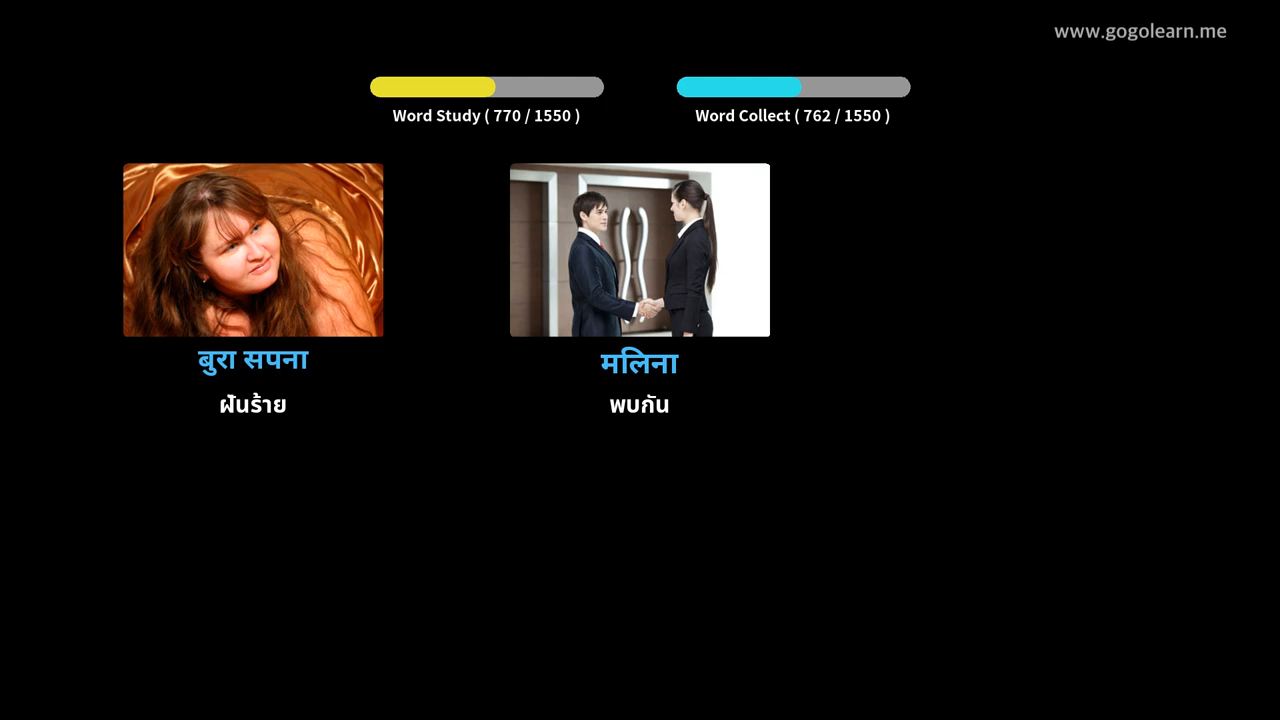 www.gogolearn.me
Word Study ( 770 / 1550 )
Word Collect ( 762 / 1550 )
बुरा सपना
मलिना
ฝันร้าย
พบกัน